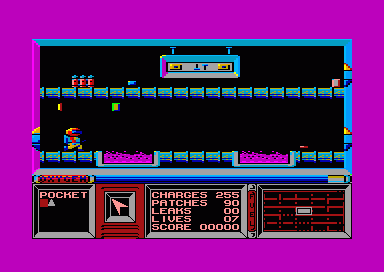 POCKET
CHARGES 255
PATCHES 90
LEAKS 00
LIVES 07
SCORE 00000